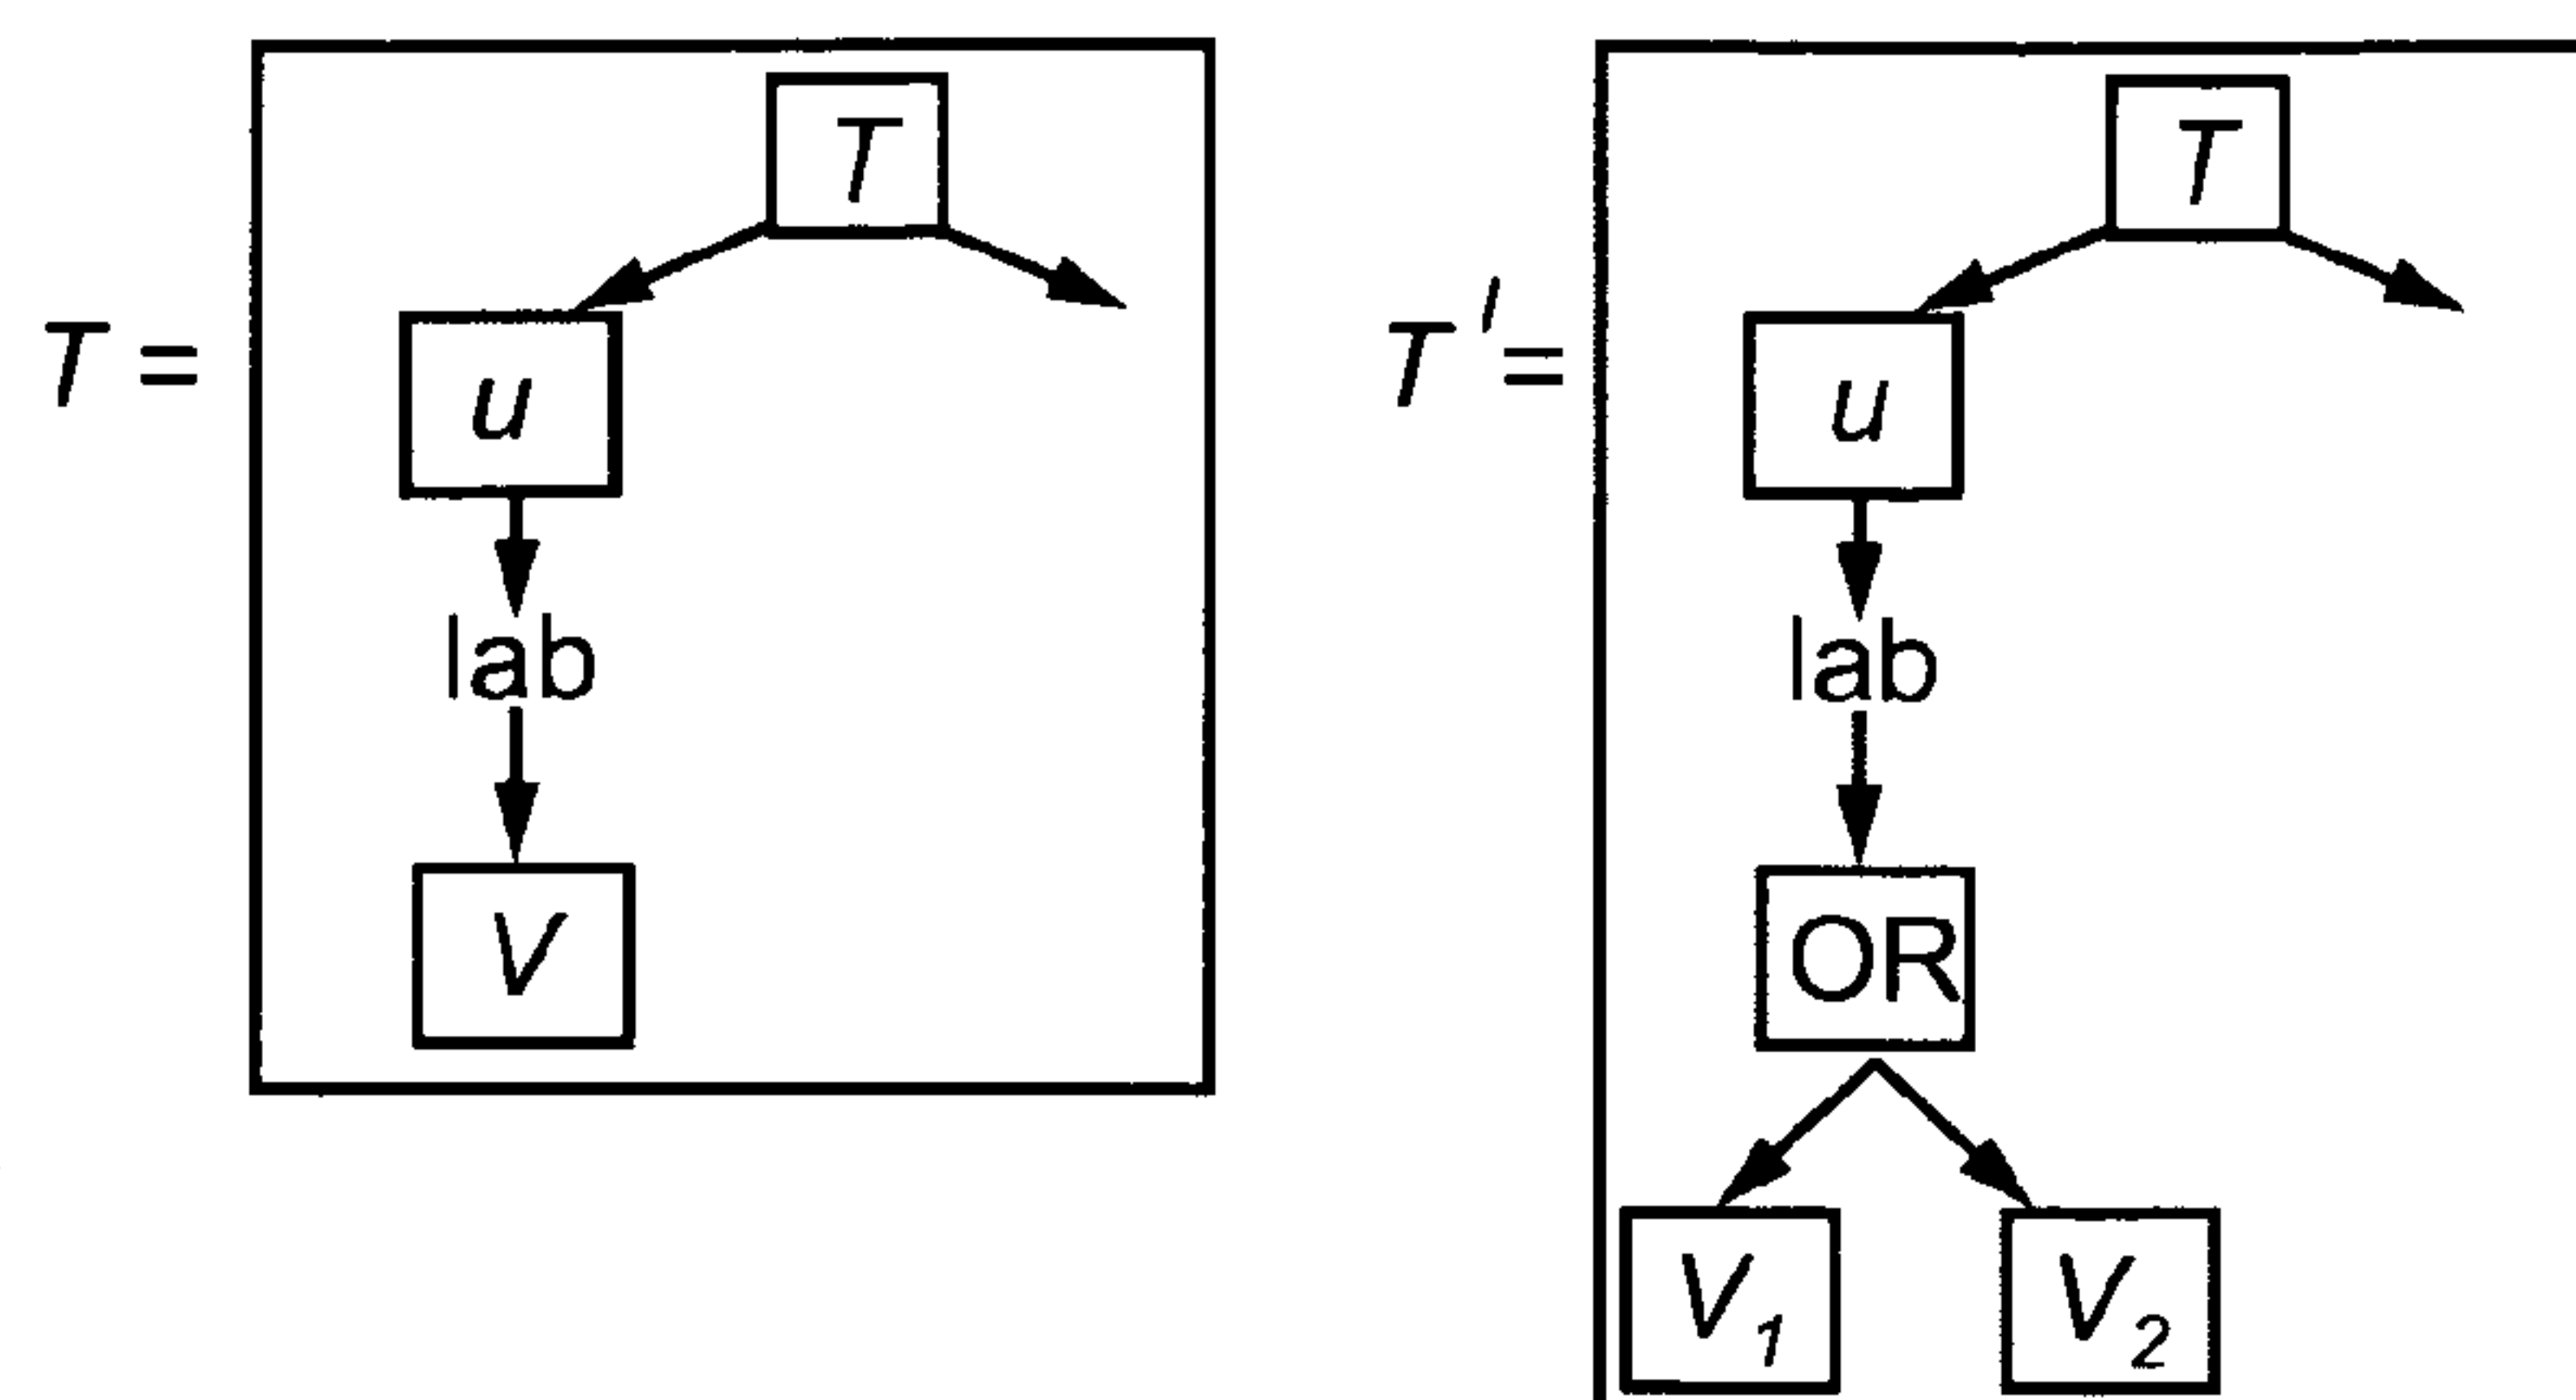 T T
T = T' =
u u
lab lab
V OR
V1 V2